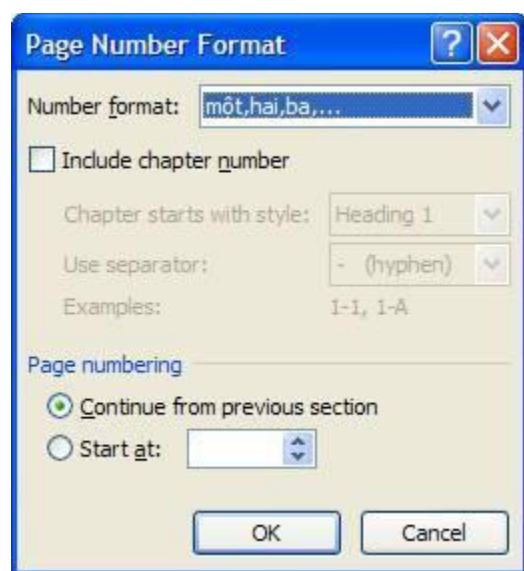 Page Number Format
Number format: một,hai,ba,...
Include chapter number
Chapter starts with style: Heading 1
Use separator: - (hyphen)
Examples: 1-1, 1-A
Page numbering
Continue from previous section
Start at:
OK Cancel